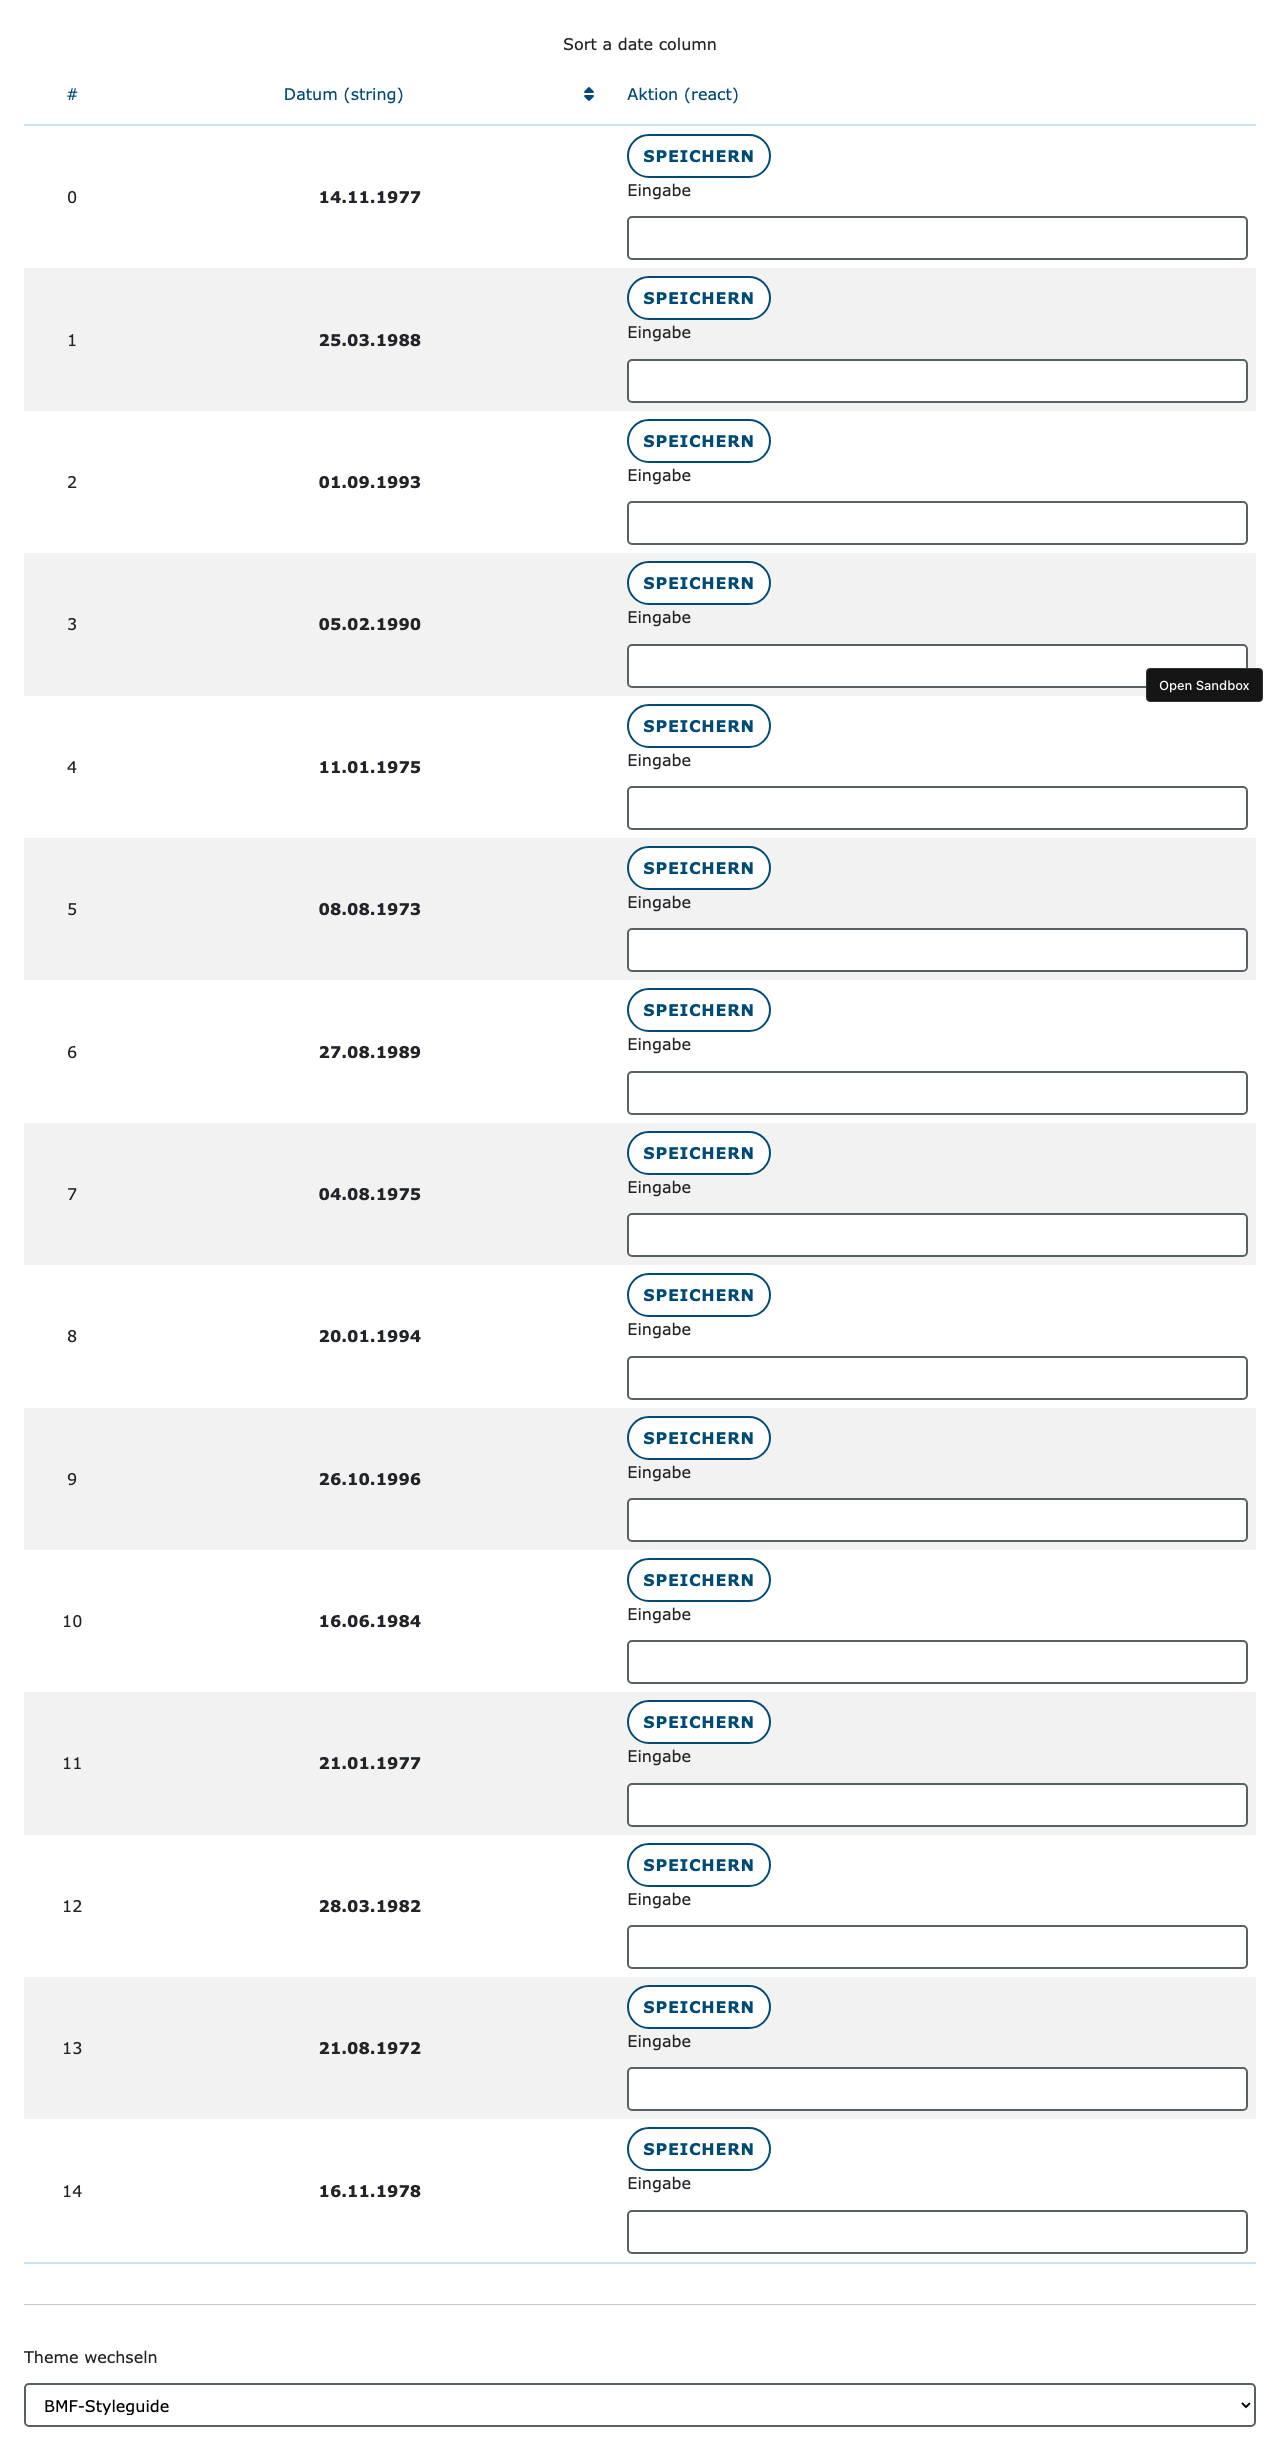 Sort a date column
# Datum (string) Aktion (react)
SPEICHERN
Eingabe
0 14.11.1977
SPEICHERN
Eingabe
1 25.03.1988
SPEICHERN
Eingabe
2 01.09.1993
SPEICHERN
Eingabe
3 05.02.1990
Open Sandbox
SPEICHERN
Eingabe
4 11.01.1975
SPEICHERN
Eingabe
5 08.08.1973
SPEICHERN
Eingabe
6 27.08.1989
SPEICHERN
Eingabe
7 04.08.1975
SPEICHERN
Eingabe
8 20.01.1994
SPEICHERN
Eingabe
9 26.10.1996
SPEICHERN
Eingabe
10 16.06.1984
SPEICHERN
Eingabe
11 21.01.1977
SPEICHERN
Eingabe
12 28.03.1982
SPEICHERN
Eingabe
13 21.08.1972
SPEICHERN
Eingabe
14 16.11.1978
Theme wechseln
BMF-Styleguide